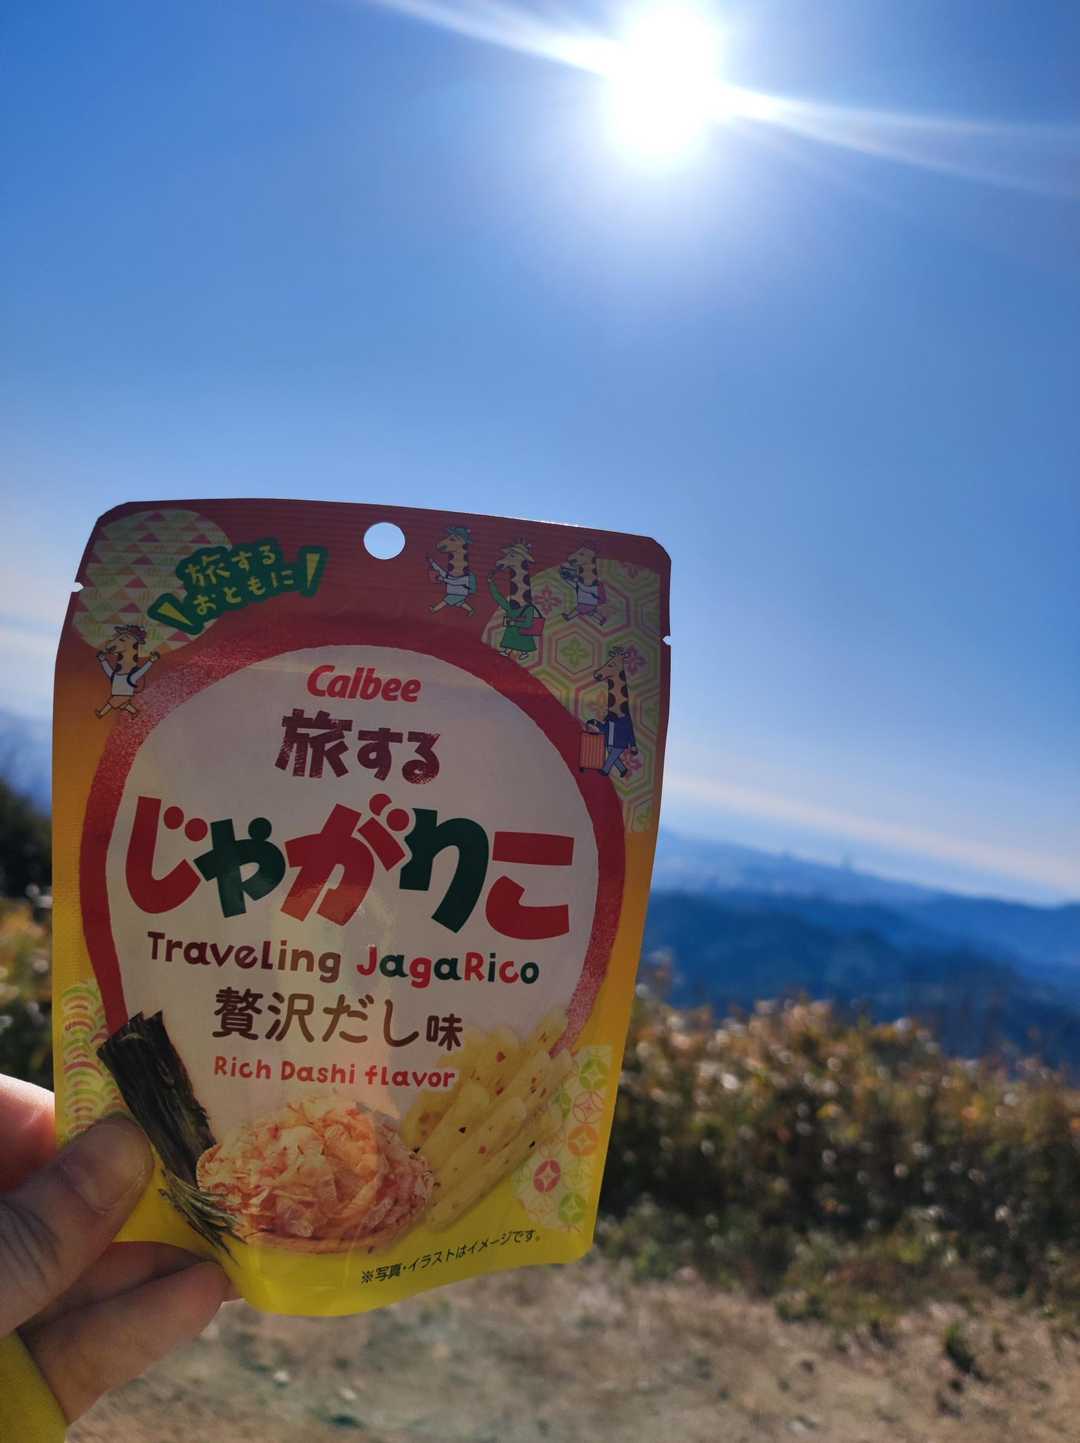 旅する
おともに
Calbee
旅する
じゃがりこ
Traveling JagaRico
贅沢だし味
Rich Dashi flavor
※写真・イラストはイメージです。